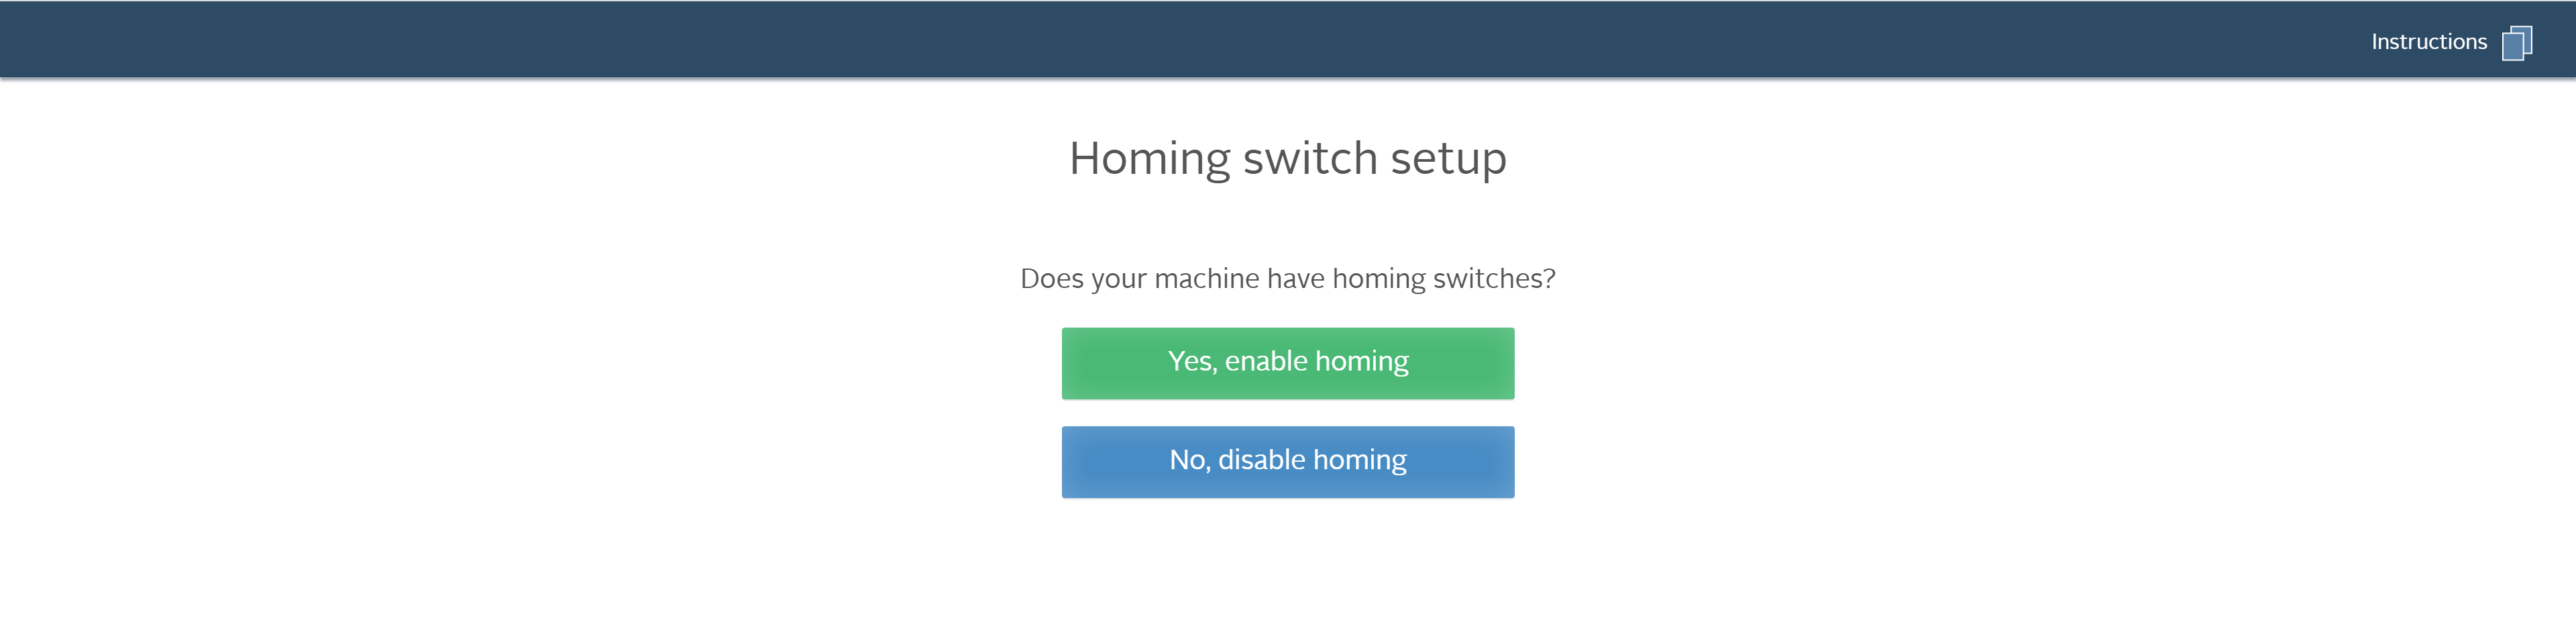 Instructions
Homing switch setup
Does your machine have homing switches?
Yes, enable homing
No, disable homing